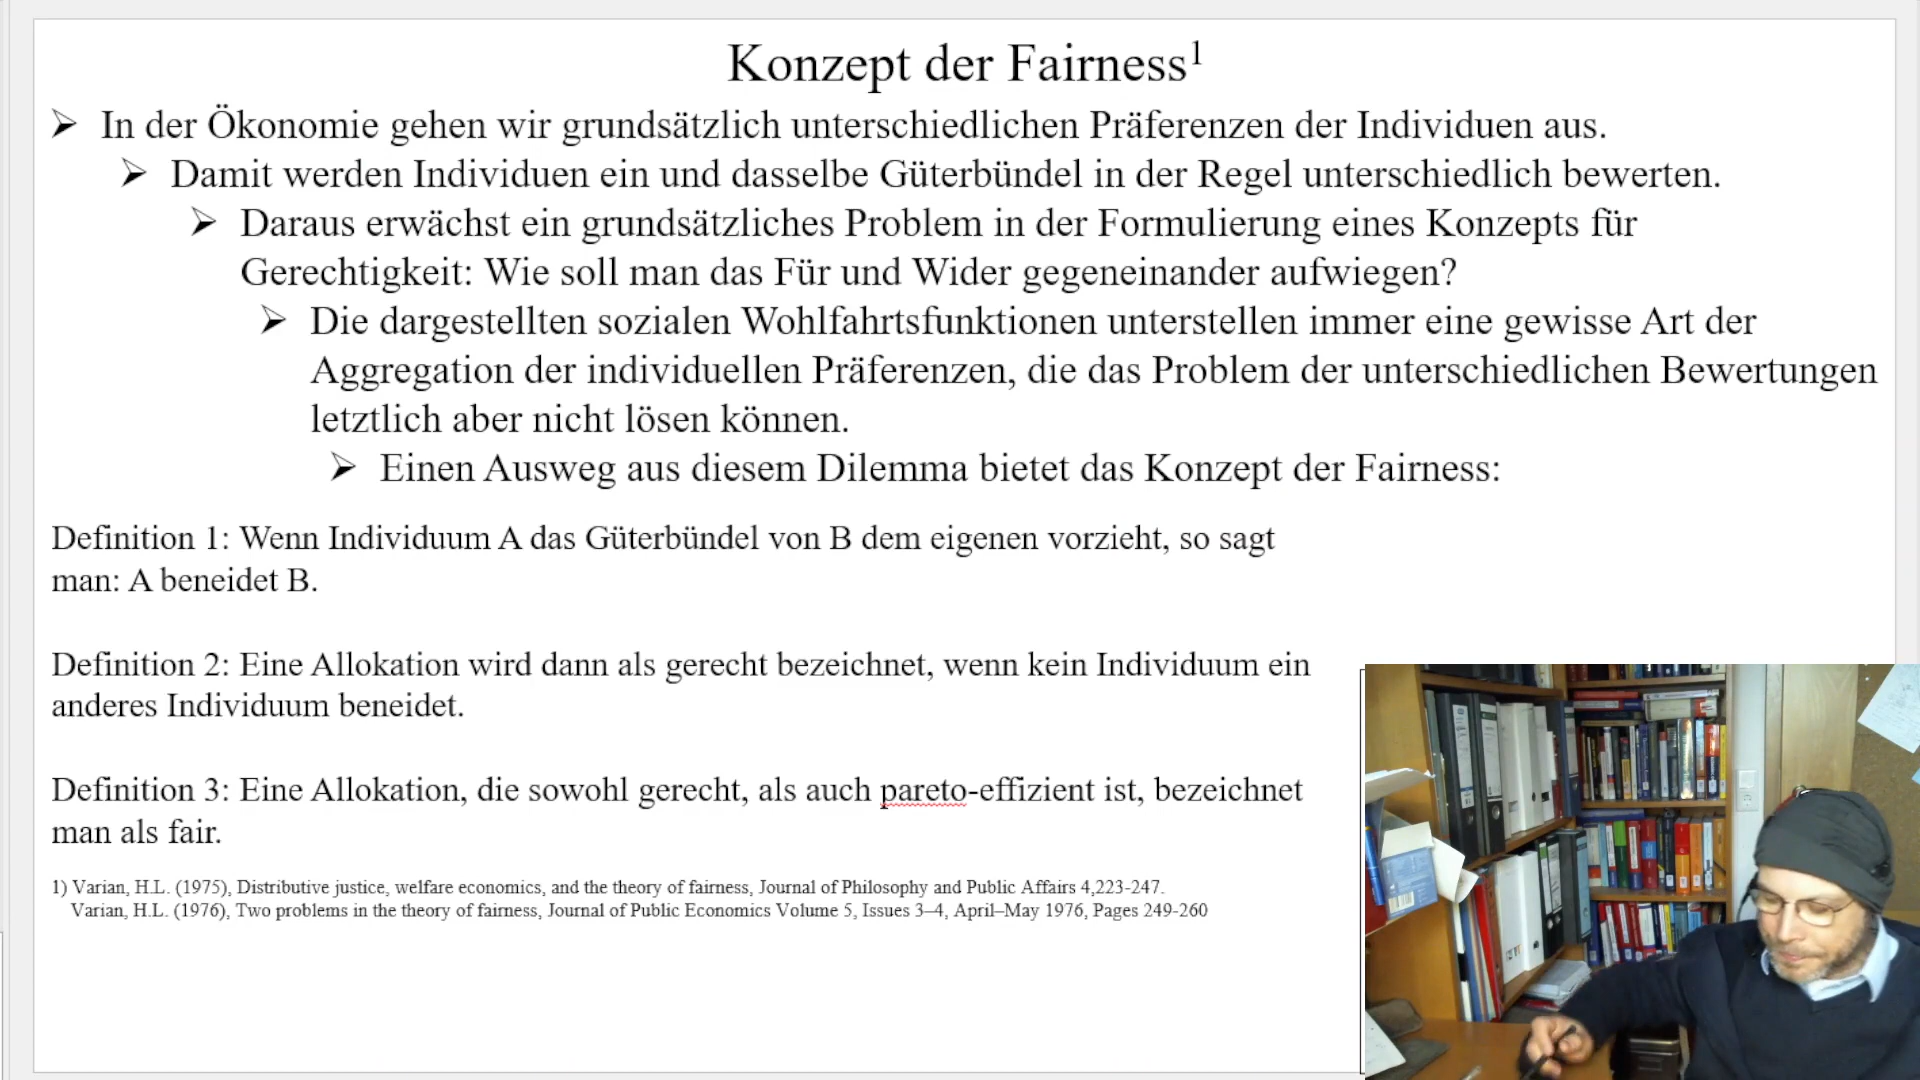 Konzept der Fairness¹
➢ In der Ökonomie gehen wir grundsätzlich unterschiedlichen Präferenzen der Individuen aus.
➢ Damit werden Individuen ein und dasselbe Güterbündel in der Regel unterschiedlich bewerten.
➢ Daraus erwächst ein grundsätzliches Problem in der Formulierung eines Konzepts für
Gerechtigkeit: Wie soll man das Für und Wider gegeneinander aufwiegen?
➢ Die dargestellten sozialen Wohlfahrtsfunktionen unterstellen immer eine gewisse Art der
Aggregation der individuellen Präferenzen, die das Problem der unterschiedlichen Bewertungen
letztlich aber nicht lösen können.
➢ Einen Ausweg aus diesem Dilemma bietet das Konzept der Fairness:
Definition 1: Wenn Individuum A das Güterbündel von B dem eigenen vorzieht, so sagt
man: A beneidet B.
Definition 2: Eine Allokation wird dann als gerecht bezeichnet, wenn kein Individuum ein
anderes Individuum beneidet.
Definition 3: Eine Allokation, die sowohl gerecht, als auch pareto-effizient ist, bezeichnet
man als fair.
1) Varian, H.L. (1975), Distributive justice, welfare economics, and the theory of fairness, Journal of Philosophy and Public Affairs 4,223-247.
Varian, H.L. (1976), Two problems in the theory of fairness, Journal of Public Economics Volume 5, Issues 3–4, April–May 1976, Pages 249-260